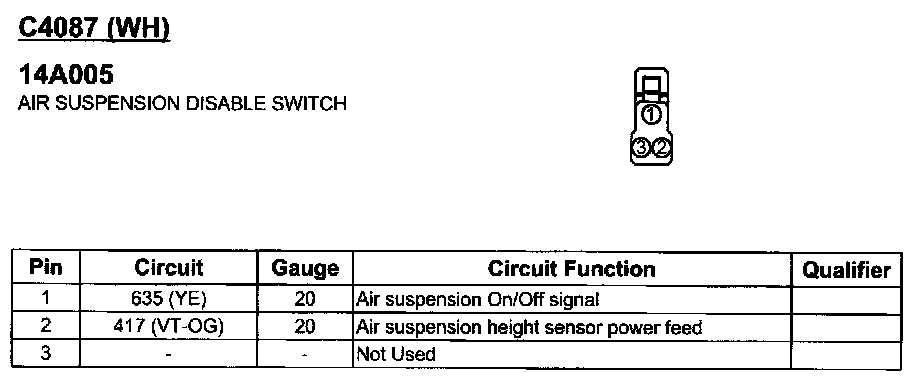 C4087 (WH)
14A005
AIR SUSPENSION DISABLE SWITCH
1
3 2
Pin Circuit Gauge Circuit Function Qualifier
1 635 (YE) 20 Air suspension On/Off signal
2 417 (VT-OG) 20 Air suspension height sensor power feed
3 - - Not Used